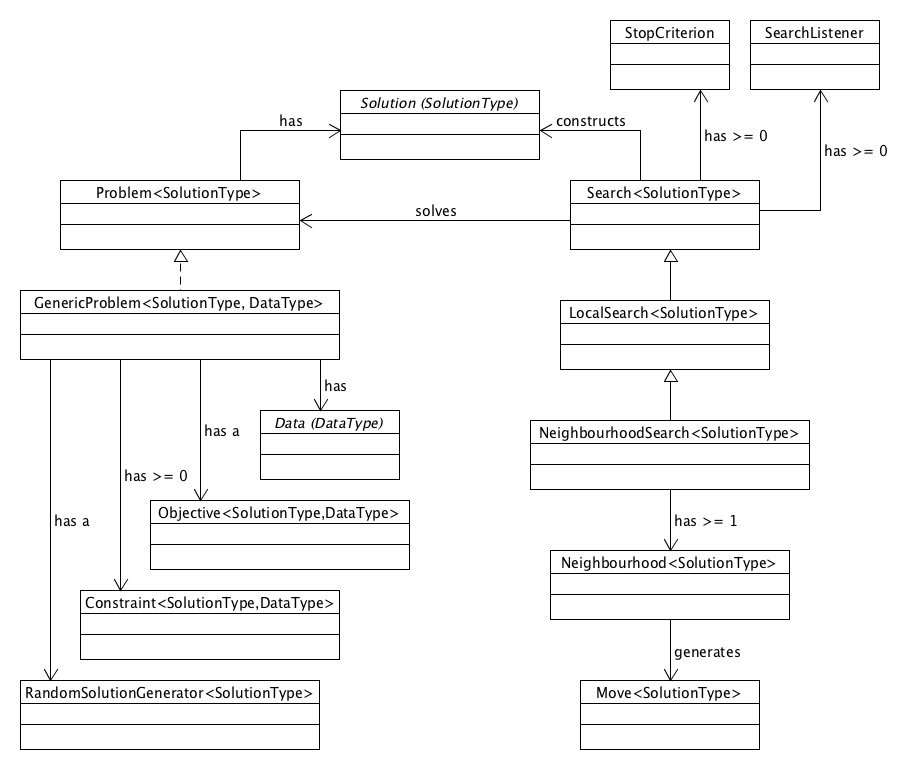 StopCriterion
SearchListener
Solution (SolutionType)
has
constructs
has >= 0
has >= 0
Problem<SolutionType>
Search<SolutionType>
solves
GenericProblem<SolutionType, DataType>
LocalSearch<SolutionType>
has
Data (DataType)
has a
NeighbourhoodSearch<SolutionType>
has >= 0
Objective<SolutionType,DataType>
has a
has >= 1
Neighbourhood<SolutionType>
Constraint<SolutionType,DataType>
generates
RandomSolutionGenerator<SolutionType>
Move<SolutionType>